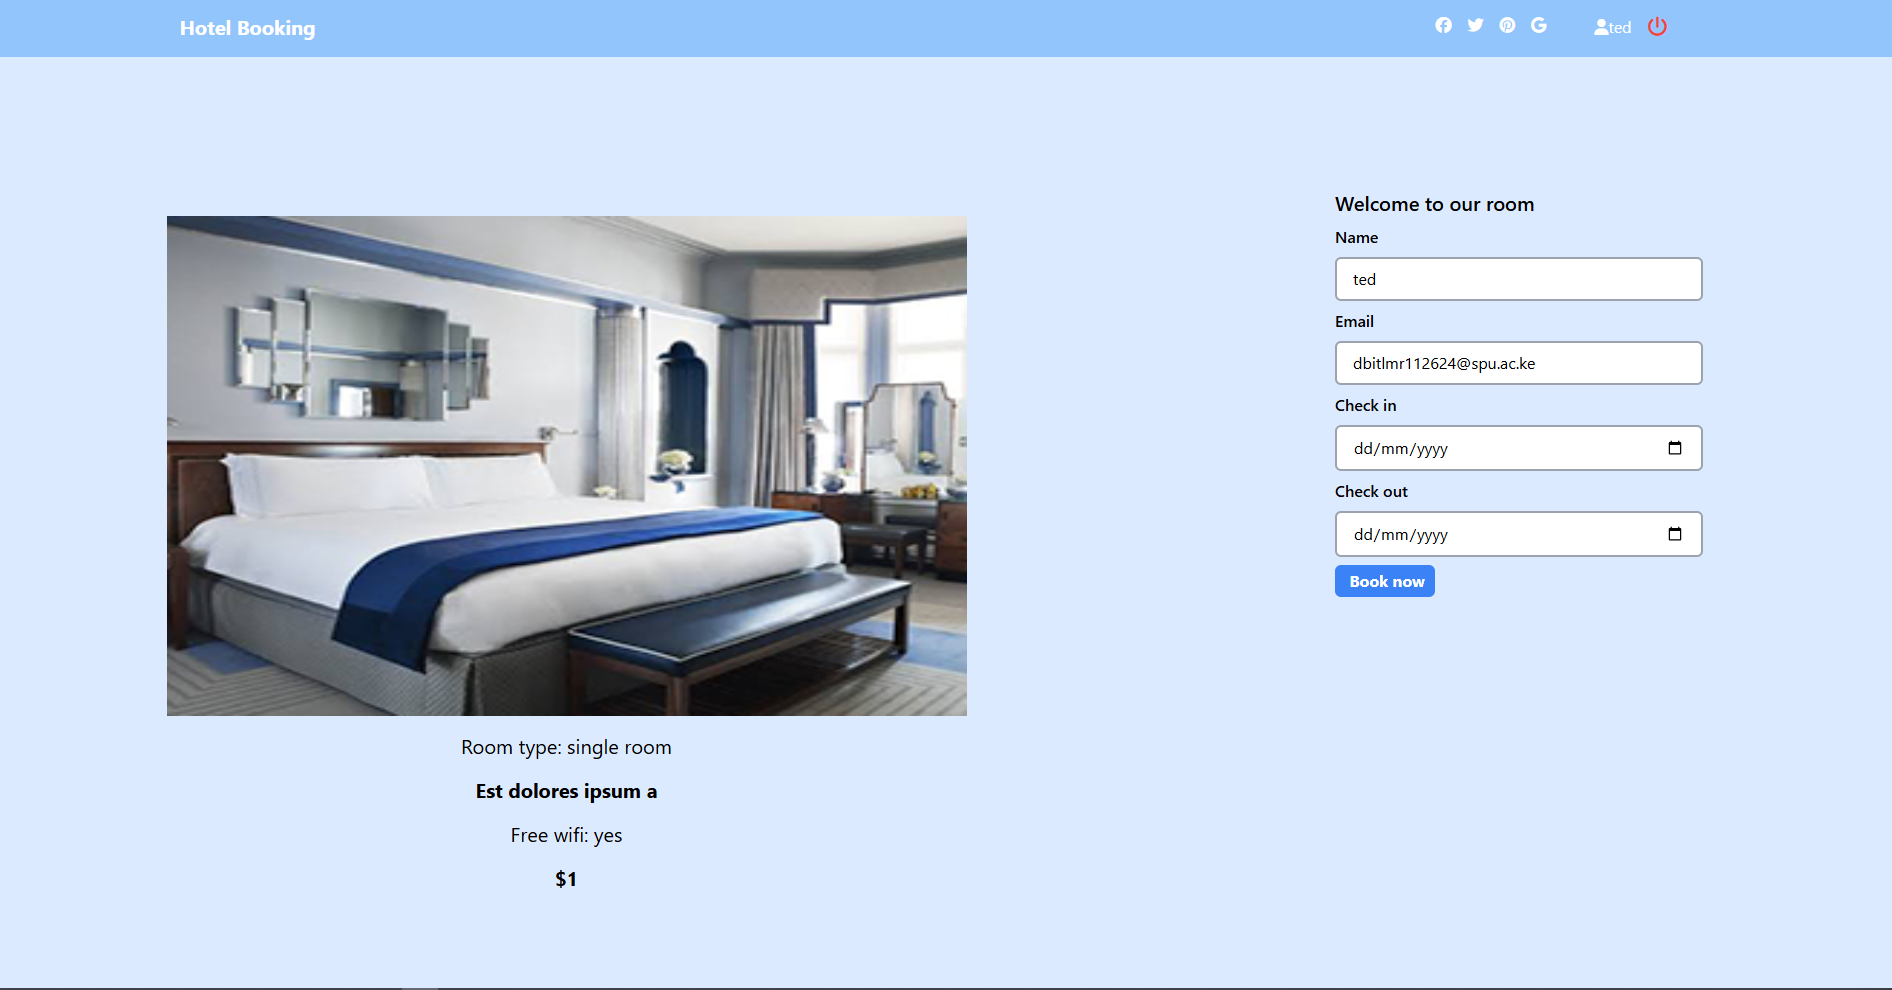 Hotel Booking
ted
Welcome to our room
Name
ted
Email
dbitlmr112624@spu.ac.ke
Check in
dd/mm/yyyy
Check out
dd/mm/yyyy
Book now
Room type: single room
Est dolores ipsum a
Free wifi: yes
$1